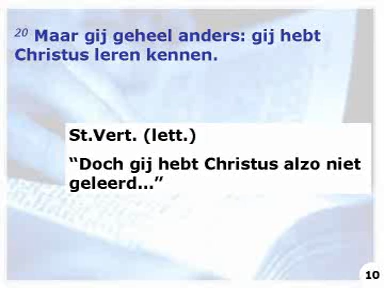 20 Maar gij geheel anders: gij hebt
Christus leren kennen.
St.Vert. (lett.)
“Doch gij hebt Christus alzo niet
geleerd...”
10